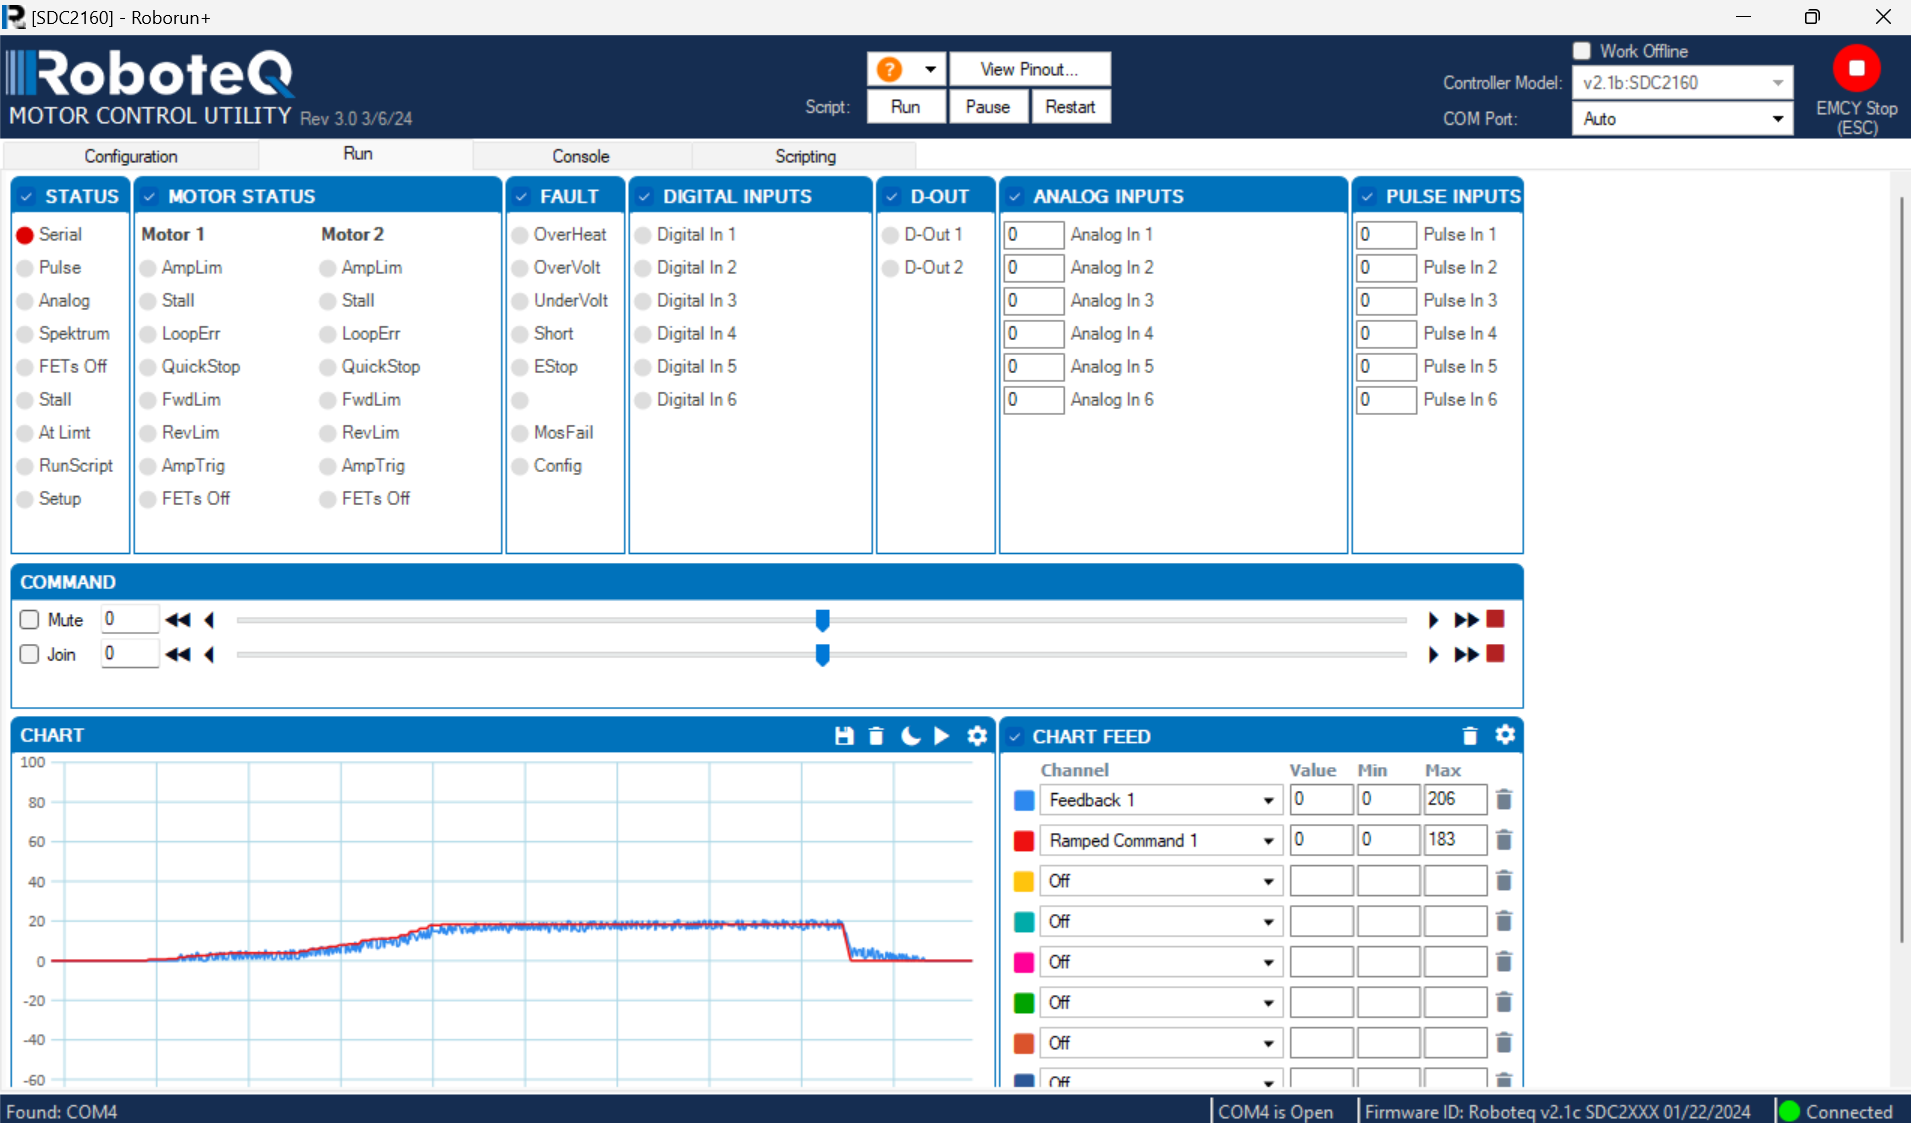 [SDC2160] - Roborun+
RoboteQ
MOTOR CONTROL UTILITY Rev 3.0 3/6/24
? View Pinout...
Script: Run Pause Restart
Work Offline
Controller Model: v2.1b:SDC2160
COM Port: Auto
EMCY Stop
(ESC)
Configuration Run Console Scripting
STATUS
Serial
Pulse
Analog
Spektrum
FETs Off
Stall
At Limt
RunScript
Setup
MOTOR STATUS
Motor 1 Motor 2
AmpLim AmpLim
Stall Stall
LoopErr LoopErr
QuickStop QuickStop
FwdLim FwdLim
RevLim RevLim
AmpTrig AmpTrig
FETs Off FETs Off
FAULT
OverHeat
OverVolt
UnderVolt
Short
EStop
MosFail
Config
DIGITAL INPUTS
Digital In 1
Digital In 2
Digital In 3
Digital In 4
Digital In 5
Digital In 6
D-OUT
D-Out 1
D-Out 2
ANALOG INPUTS
0 Analog In 1
0 Analog In 2
0 Analog In 3
0 Analog In 4
0 Analog In 5
0 Analog In 6
PULSE INPUTS
0 Pulse In 1
0 Pulse In 2
0 Pulse In 3
0 Pulse In 4
0 Pulse In 5
0 Pulse In 6
COMMAND
Mute 0
Join 0
CHART
100
80
60
40
20
0
-20
-40
-60
CHART FEED
Channel Value Min Max
Feedback 1 0 0 206
Ramped Command 1 0 0 183
Off
Off
Off
Off
Off
Off
Found: COM4 COM4 is Open Firmware ID: Roboteq v2.1c SDC2XXX 01/22/2024 Connected